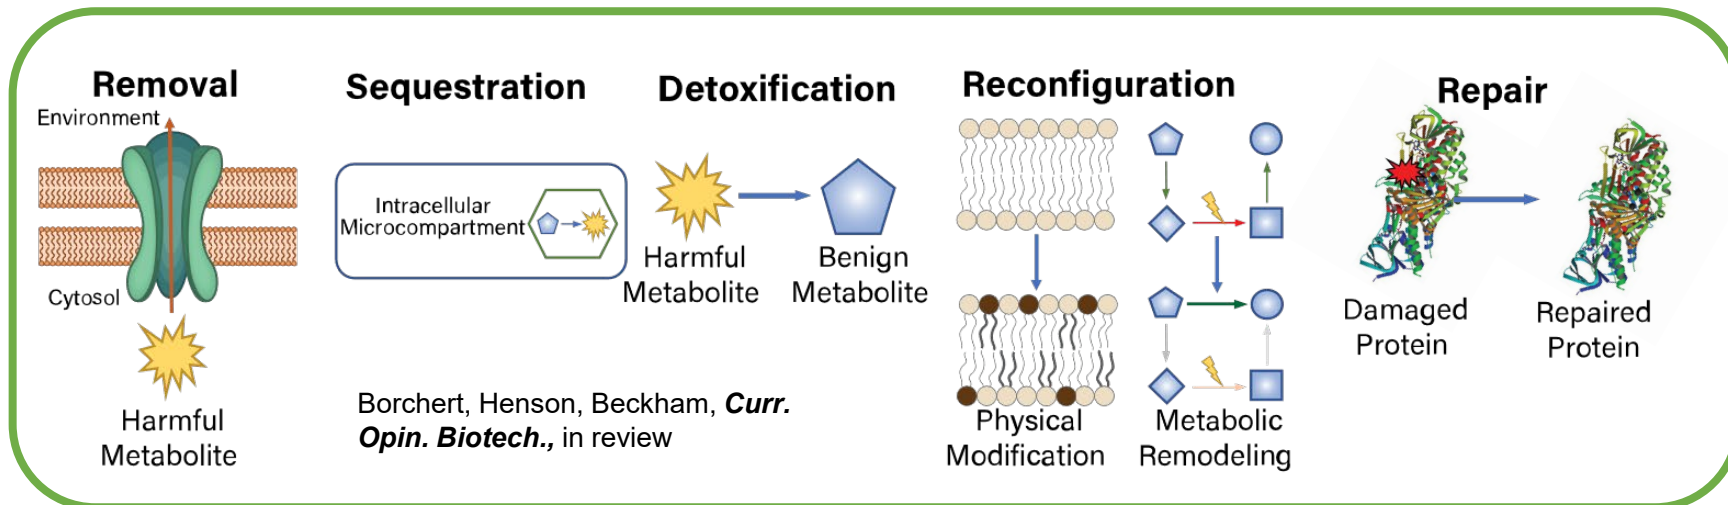 Removal
Environment
Cytosol
Harmful
Metabolite
Sequestration
Intracellular
Microcompartment
Detoxification
Harmful
Metabolite
Benign
Metabolite
Borchert, Henson, Beckham, Curr.
Opin. Biotech., in review
Reconfiguration
Physical
Modification
Metabolic
Remodeling
Repair
Damaged
Protein
Repaired
Protein